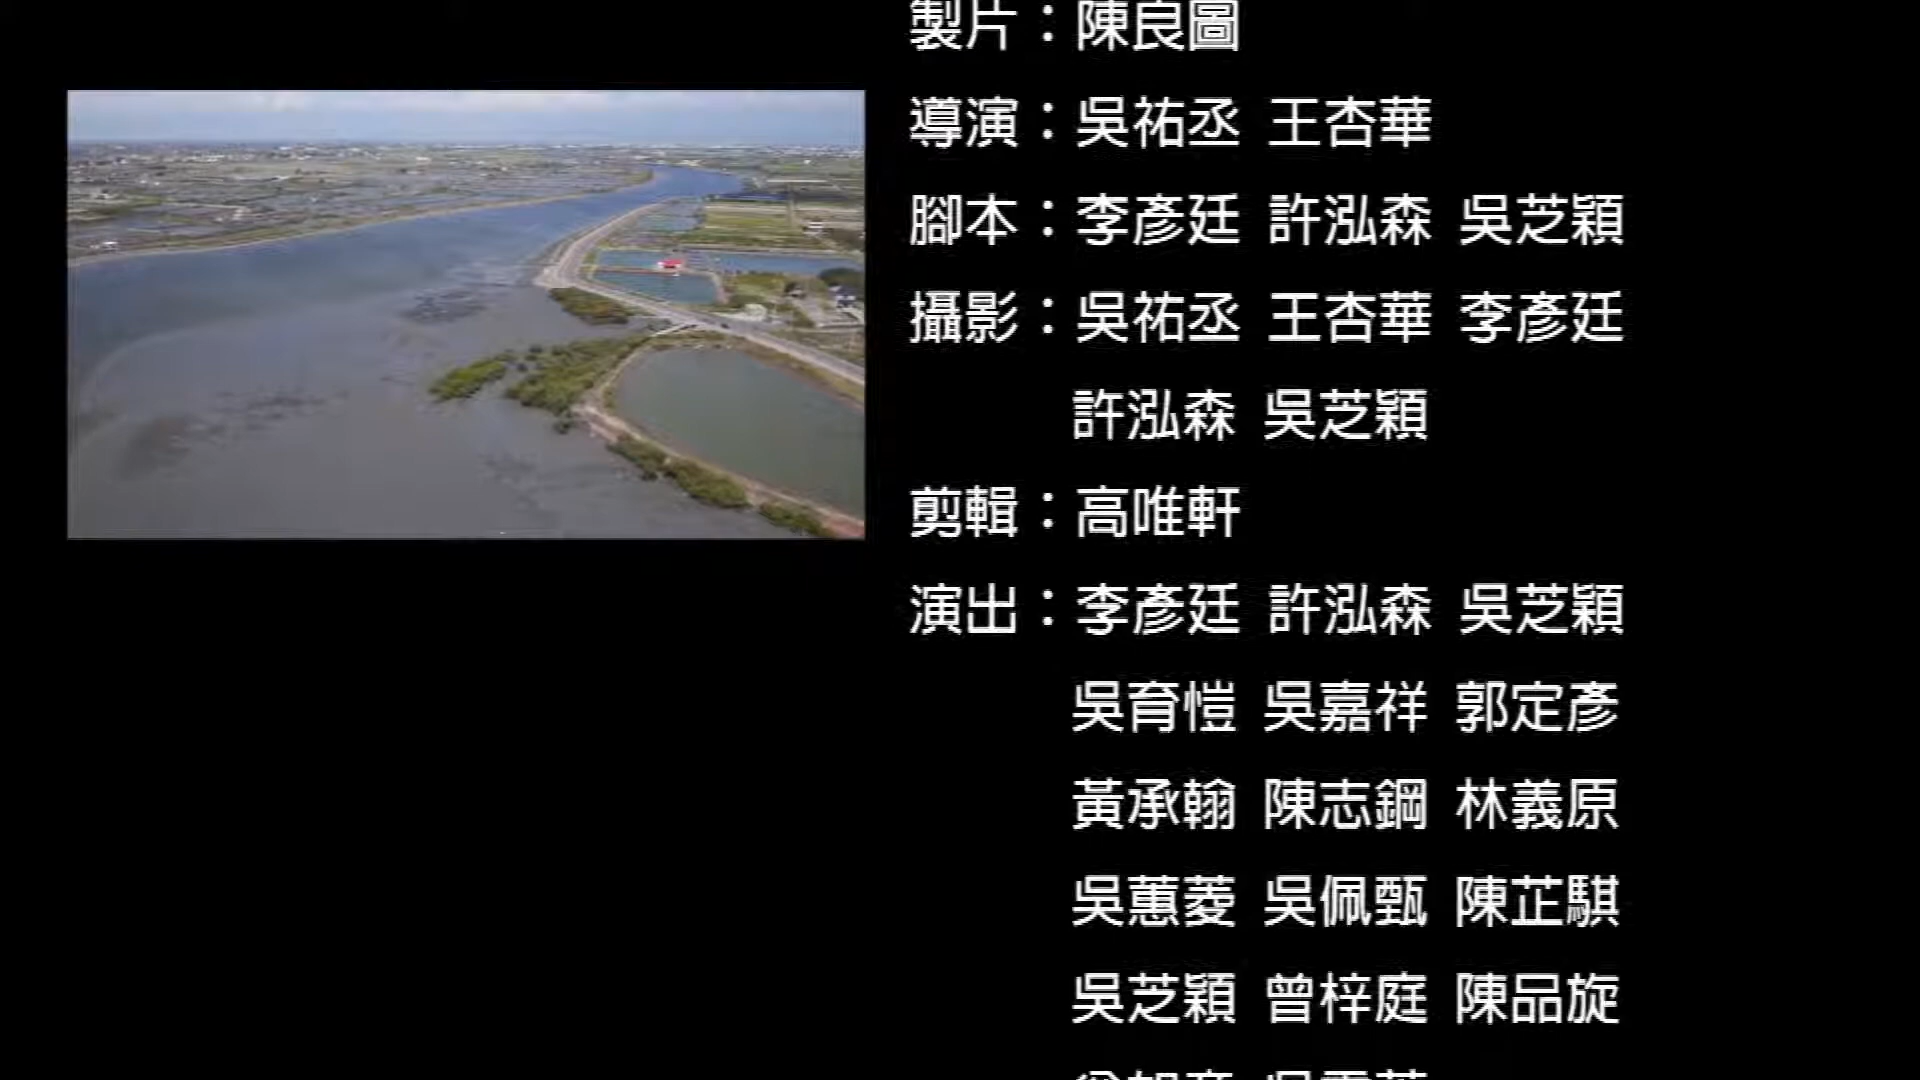 製片：陳良圖
導演：吳祐丞 王杏華
腳本：李彥廷 許泓森 吳芝穎
攝影：吳祐丞 王杏華 李彥廷
許泓森 吳芝穎
剪輯：高唯軒
演出：李彥廷 許泓森 吳芝穎
吳育愷 吳嘉祥 郭定彥
黃承翰 陳志鋼 林義原
吳蕙菱 吳佩甄 陳芷騏
吳芝穎 曾梓庭 陳品旋